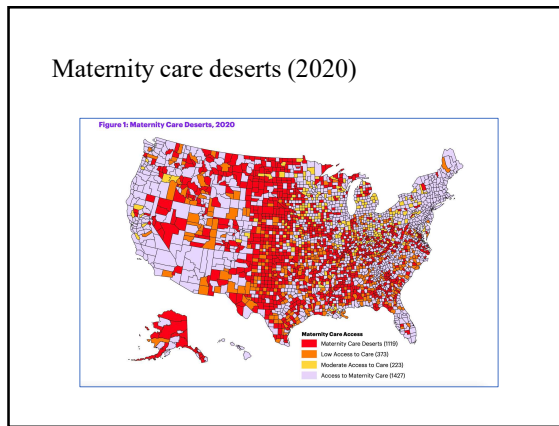 Maternity care deserts (2020)
Figure 1: Maternity Care Deserts, 2020
Maternity Care Access
Maternity Care Deserts (1119)
Low Access to Care (373)
Moderate Access to Care (223)
Access to Maternity Care (1427)